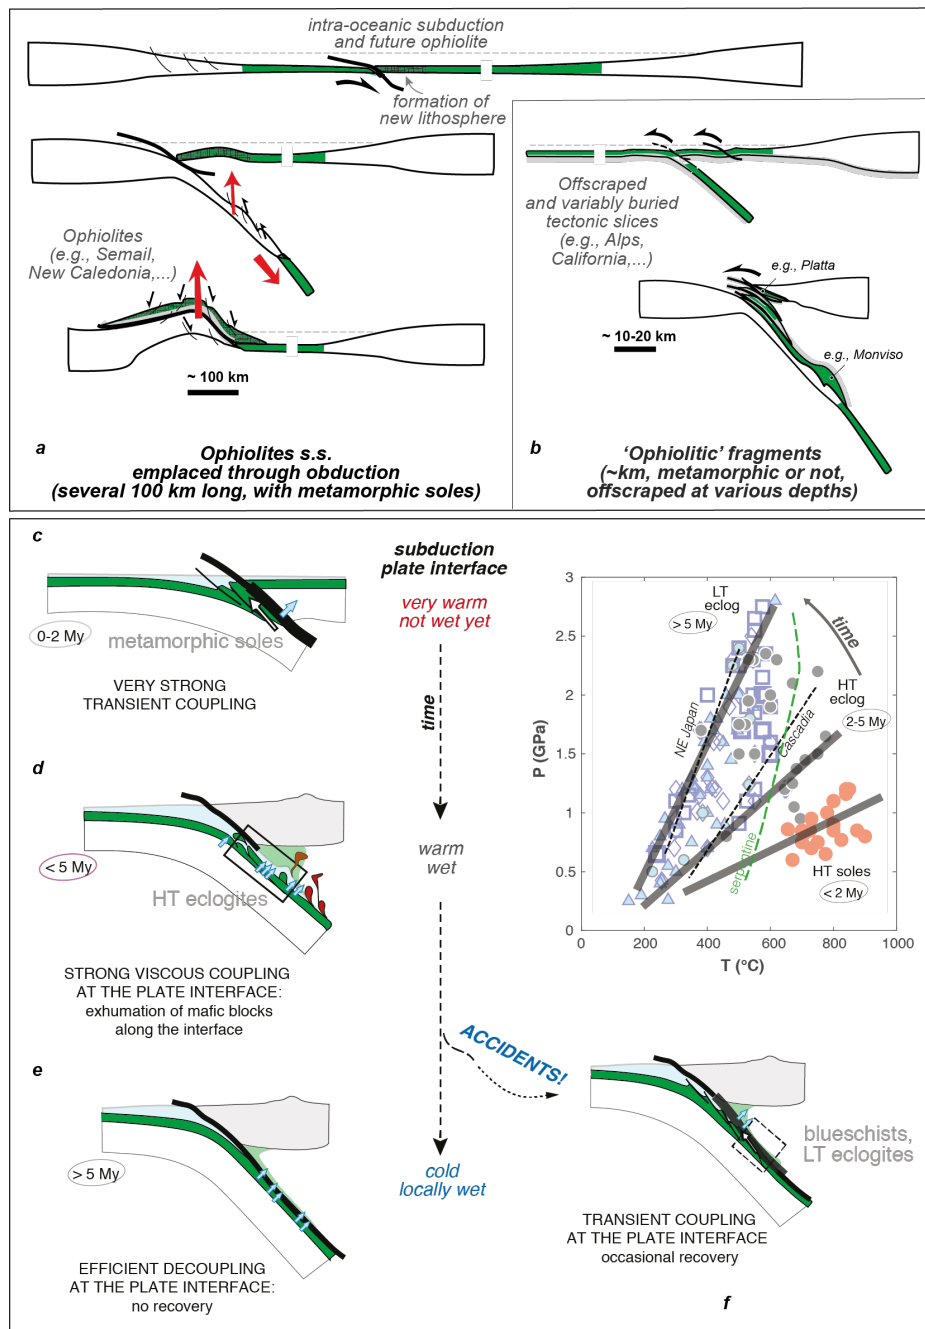 intra-oceanic subduction
and future ophiolite
formation of
new lithosphere
Ophiolites
(e.g., Semail,
New Caledonia,...)
~ 100 km
a
Ophiolites s.s.
emplaced through obduction
(several 100 km long, with metamorphic soles)
Offscraped
and variably buried
tectonic slices
(e.g., Alps,
California,...)
e.g., Platta
~ 10-20 km
e.g., Monviso
b
'Ophiolitic' fragments
(~km, metamorphic or not,
offscraped at various depths)
c
0-2 My
metamorphic soles
VERY STRONG
TRANSIENT COUPLING
subduction
plate interface
very warm
not wet yet
time
warm
wet
cold
locally wet
ACCIDENTS!
d
< 5 My
HT eclogites
STRONG VISCOUS COUPLING
AT THE PLATE INTERFACE:
exhumation of mafic blocks
along the interface
e
> 5 My
EFFICIENT DECOUPLING
AT THE PLATE INTERFACE:
no recovery
P (GPa)
3
2.5
2
1.5
1
0.5
0
0
200
400
600
800
1000
T (°C)
LT
eclog
> 5 My
time
HT
eclog
2-5 My
NE Japan
Cascadia
serpentine
HT soles
< 2 My
blueschists,
LT eclogites
TRANSIENT COUPLING
AT THE PLATE INTERFACE
occasional recovery
f